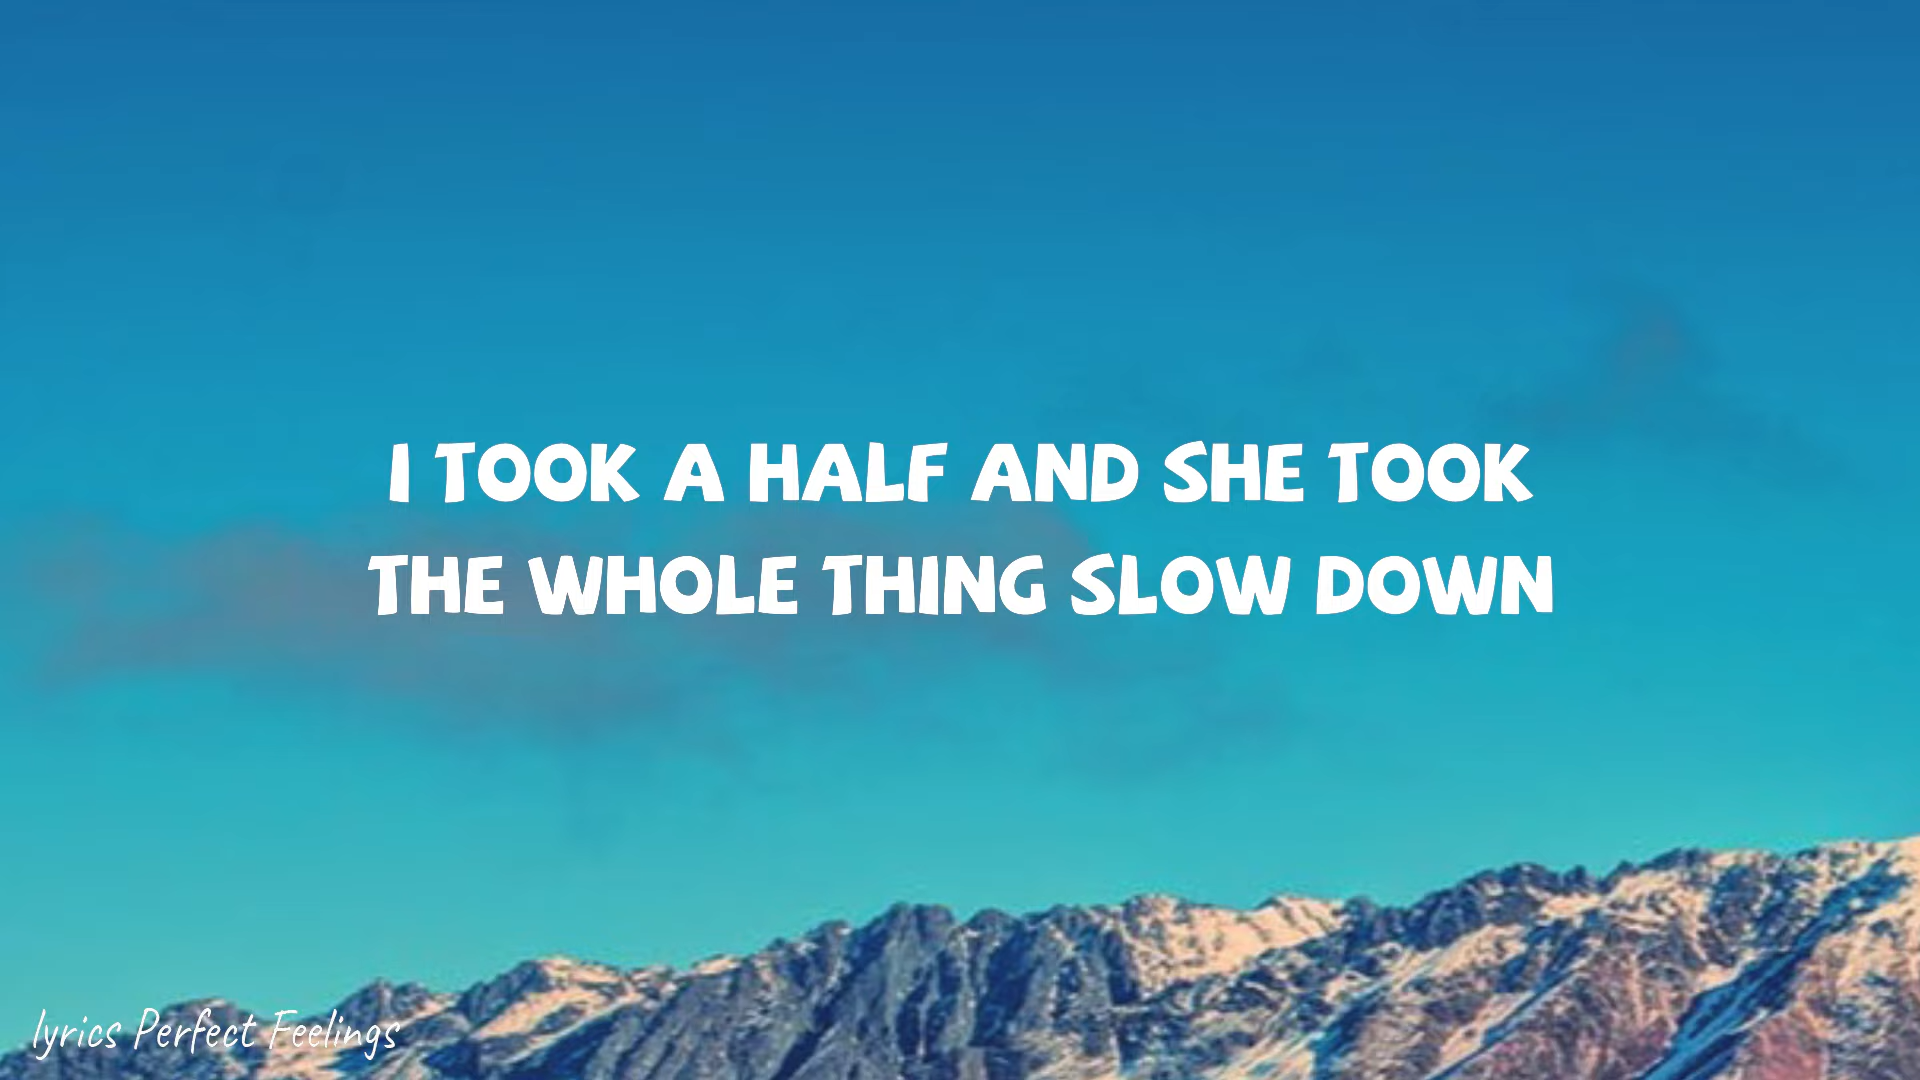 I TOOK A HALF AND SHE TOOK
THE WHOLE THING SLOW DOWN
lyrics Perfect Feelings